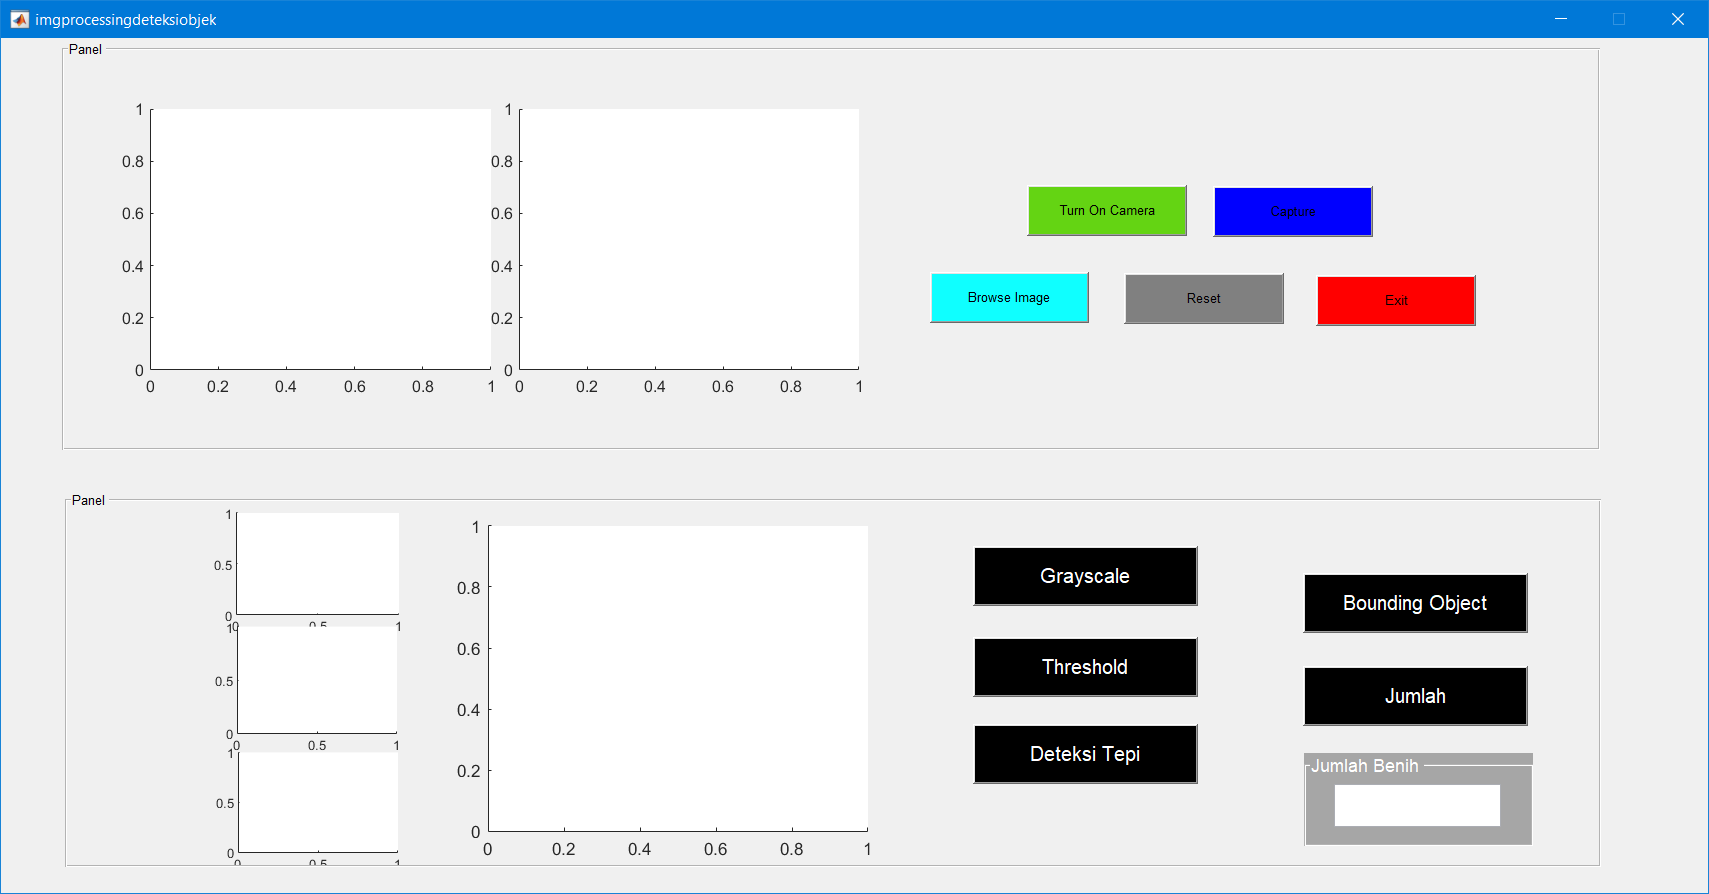 imgprocessingdeteksiobjek
Panel
1
0.8
0.6
0.4
0.2
0
0 0.2 0.4 0.6 0.8 1
1
0.8
0.6
0.4
0.2
0
0 0.2 0.4 0.6 0.8 1
Turn On Camera
Capture
Browse Image
Reset
Exit
Panel
1
0.5
0
0 0.5 1
1
0.5
0
0 0.5 1
1
0.5
0
0 0.5 1
1
0.8
0.6
0.4
0.2
0
0 0.2 0.4 0.6 0.8 1
Grayscale
Threshold
Deteksi Tepi
Bounding Object
Jumlah
Jumlah Benih